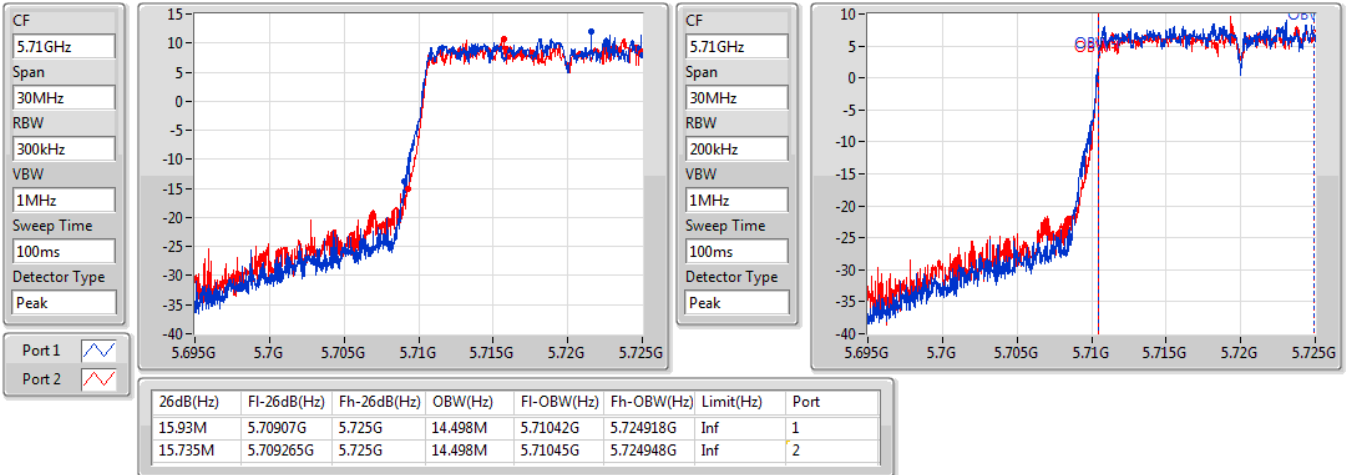 CF
5.71GHz
Span
30MHz
RBW
300kHz
VBW
1MHz
Sweep Time
100ms
Detector Type
Peak
Port 1
Port 2
15
10
5
0
-5
-10
-15
-20
-25
-30
-35
-40
5.695G 5.7G 5.705G 5.71G 5.715G 5.72G 5.725G
CF
5.71GHz
Span
30MHz
RBW
200kHz
VBW
1MHz
Sweep Time
100ms
Detector Type
Peak
10
5
0
-5
-10
-15
-20
-25
-30
-35
-40
5.695G 5.7G 5.705G 5.71G 5.715G 5.72G 5.725G
26dB(Hz) Fl-26dB(Hz) Fh-26dB(Hz) OBW(Hz) Fl-OBW(Hz) Fh-OBW(Hz) Limit(Hz) Port
15.93M 5.70907G 5.725G 14.498M 5.71042G 5.724918G Inf 1
15.735M 5.709265G 5.725G 14.498M 5.71045G 5.724948G Inf 2